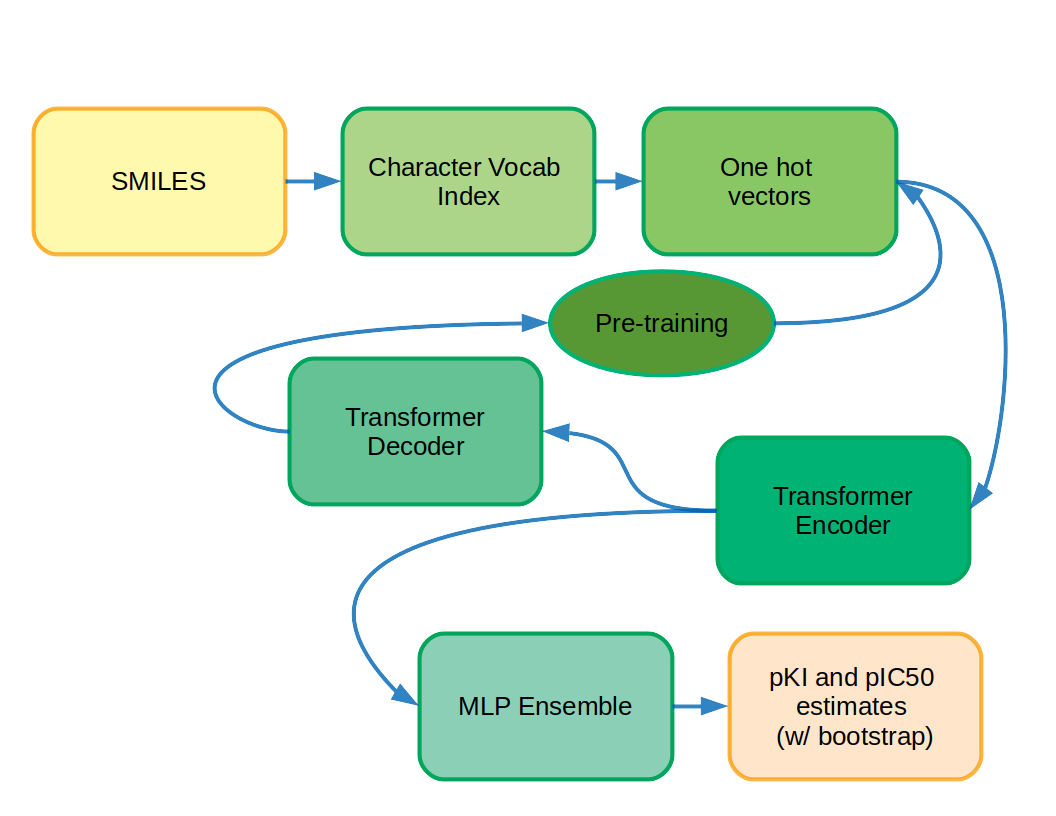 SMILES
Character Vocab
Index
One hot
vectors
Pre-training
Transformer
Decoder
Transformer
Encoder
MLP Ensemble
pKI and pIC50
estimates
(w/ bootstrap)